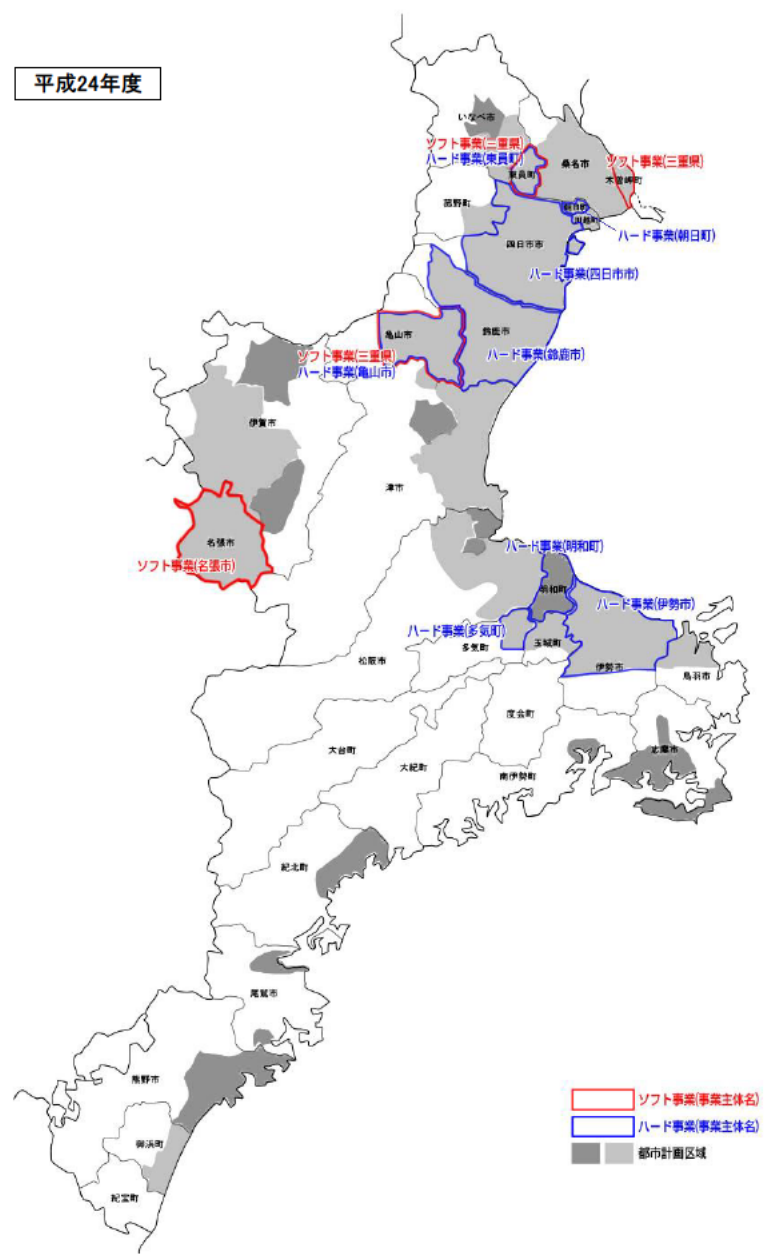 平成24年度
いなべ市
ソフト事業(三重県)
ハード事業(東員町)
東員町
桑名市
ソフト事業(三重県)
木曽岬町
菰野町
朝日町
川越町
ハード事業(朝日町)
四日市市
ハード事業(四日市市)
亀山市
鈴鹿市
ソフト事業(三重県)
ハード事業(亀山市)
ハード事業(鈴鹿市)
伊賀市
津市
名張市
ソフト事業(名張市)
ハード事業(明和町)
明和町
ハード事業(伊勢市)
ハード事業(多気町)
多気町
玉城町
松阪市
伊勢市
鳥羽市
度会町
大台町
志摩市
大紀町
南伊勢町
紀北町
尾鷲市
熊野市
御浜町
紀宝町
ソフト事業(事業主体名)
ハード事業(事業主体名)
都市計画区域